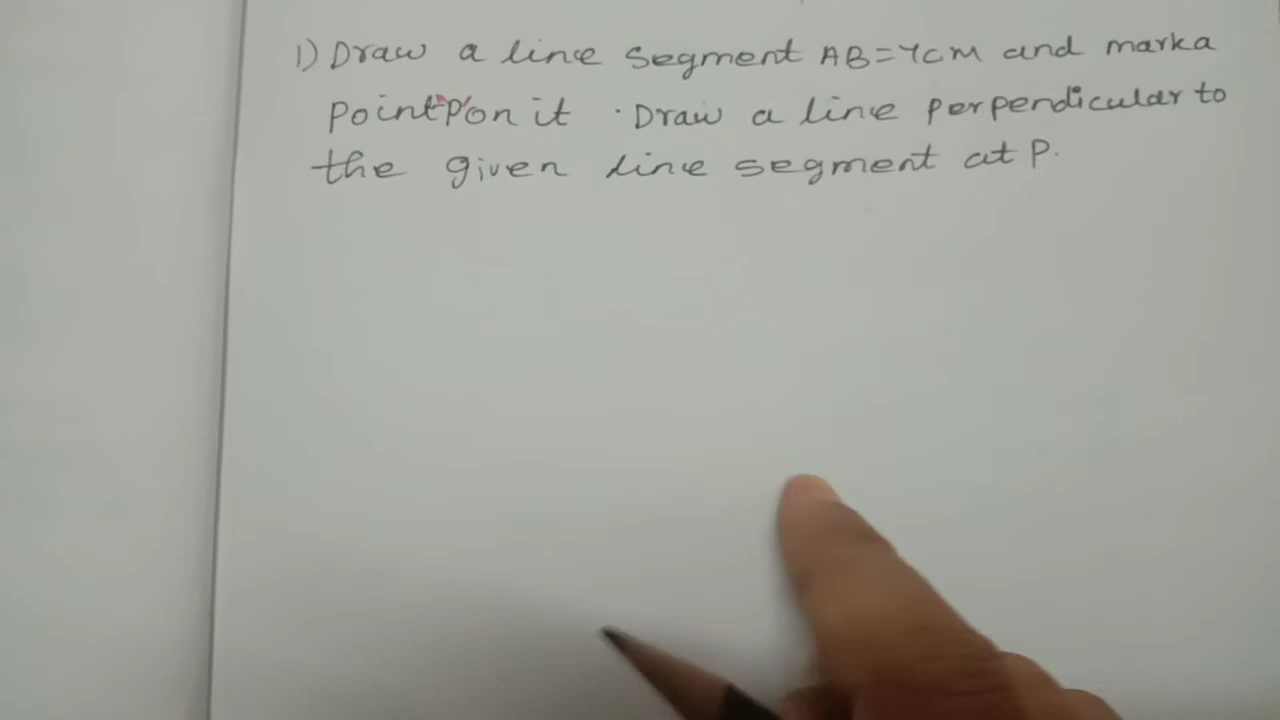 1) Draw a line segment AB=7CM and mark a
point 'P' on it . Draw a line perpendicular to
the given line segment at P.